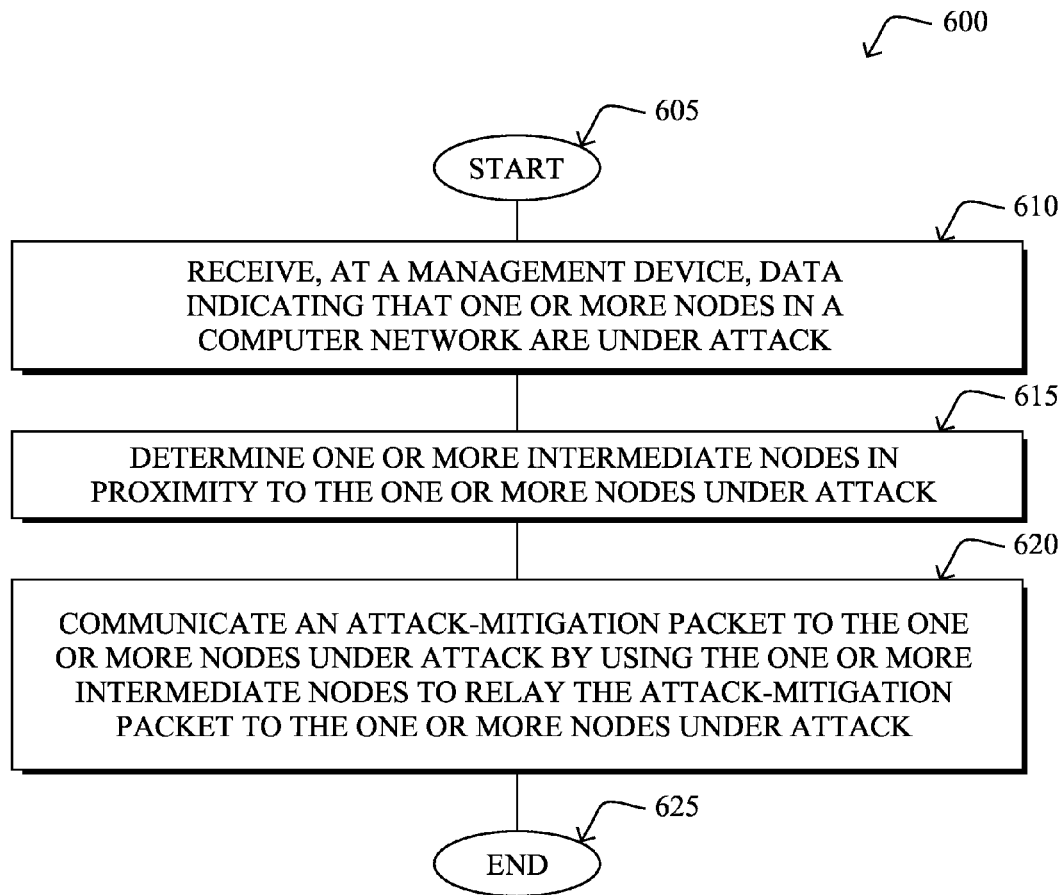 600
605
START
610
RECEIVE, AT A MANAGEMENT DEVICE, DATA
INDICATING THAT ONE OR MORE NODES IN A
COMPUTER NETWORK ARE UNDER ATTACK
615
DETERMINE ONE OR MORE INTERMEDIATE NODES IN
PROXIMITY TO THE ONE OR MORE NODES UNDER ATTACK
620
COMMUNICATE AN ATTACK-MITIGATION PACKET TO THE ONE
OR MORE NODES UNDER ATTACK BY USING THE ONE OR MORE
INTERMEDIATE NODES TO RELAY THE ATTACK-MITIGATION
PACKET TO THE ONE OR MORE NODES UNDER ATTACK
625
END